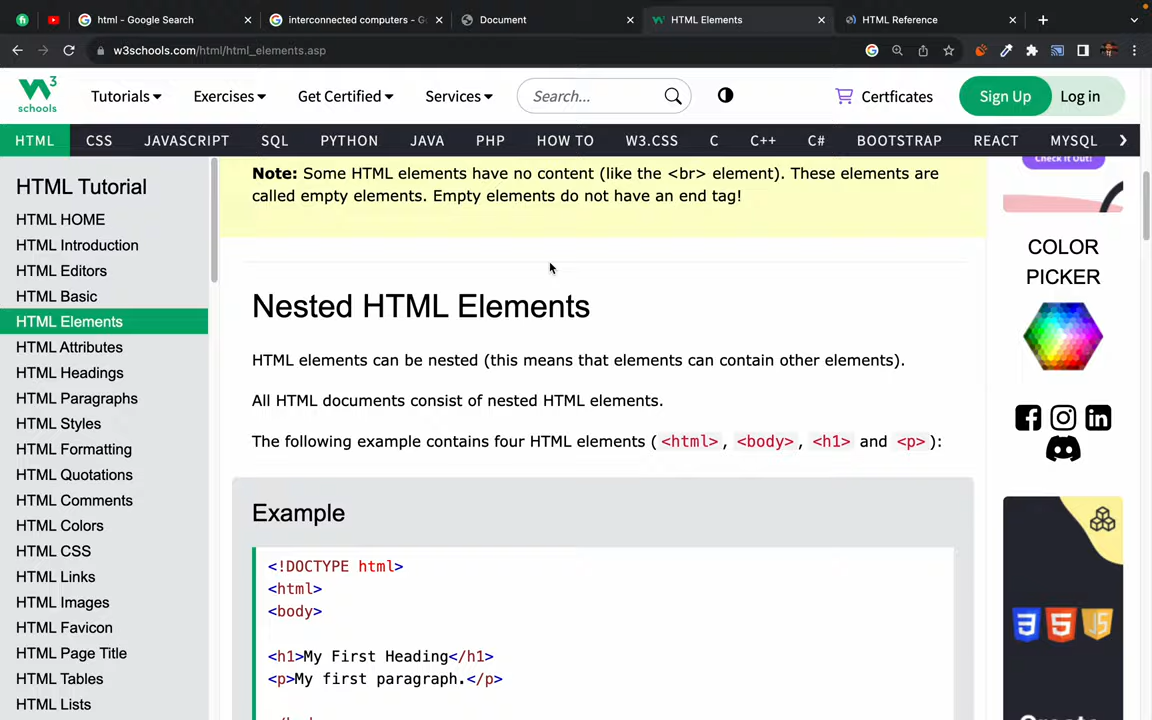 html - Google Search
interconnected computers - G
Document
HTML Elements
HTML Reference
w3schools.com/html/html_elements.asp
W3 schools
Tutorials
Exercises
Get Certified
Services
Search...
Certficates
Sign Up
Log in
HTML CSS JAVASCRIPT SQL PYTHON JAVA PHP HOW TO W3.CSS C C++ C# BOOTSTRAP REACT MYSQL
HTML Tutorial
HTML HOME
HTML Introduction
HTML Editors
HTML Basic
HTML Elements
HTML Attributes
HTML Headings
HTML Paragraphs
HTML Styles
HTML Formatting
HTML Quotations
HTML Comments
HTML Colors
HTML CSS
HTML Links
HTML Images
HTML Favicon
HTML Page Title
HTML Tables
HTML Lists
Note: Some HTML elements have no content (like the <br> element). These elements are
called empty elements. Empty elements do not have an end tag!
Nested HTML Elements
HTML elements can be nested (this means that elements can contain other elements).
All HTML documents consist of nested HTML elements.
The following example contains four HTML elements (<html>, <body>, <h1> and <p>):
Example
<!DOCTYPE html>
<html>
<body>
<h1>My First Heading</h1>
<p>My first paragraph.</p>
Check it Out!
COLOR
PICKER
3 5 JS